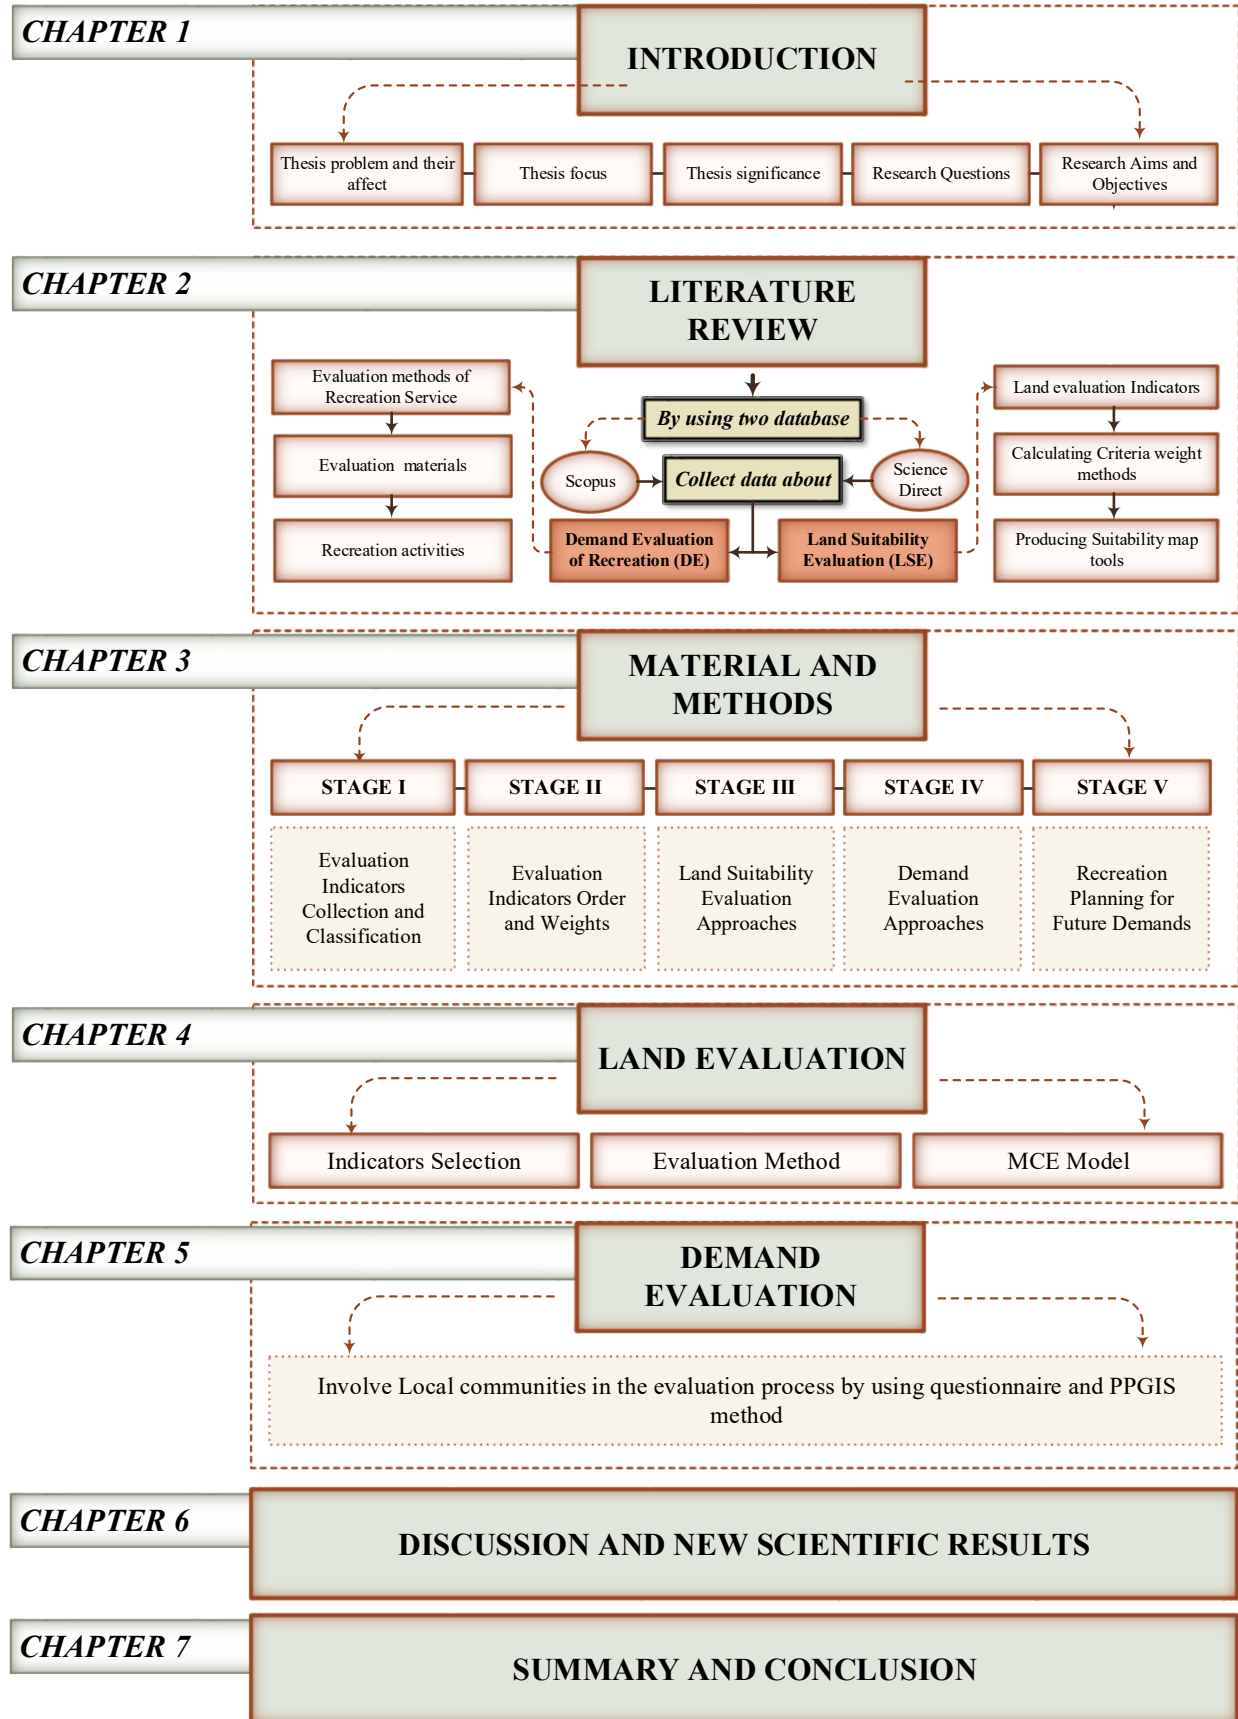 CHAPTER 1
INTRODUCTION
Thesis problem and their
affect
Thesis focus
Thesis significance
Research Questions
Research Aims and
Objectives
CHAPTER 2
LITERATURE
REVIEW
By using two database
Scopus
Science
Direct
Collect data about
Demand Evaluation
of Recreation (DE)
Land Suitability
Evaluation (LSE)
Evaluation methods of
Recreation Service
Evaluation materials
Recreation activities
Land evaluation Indicators
Calculating Criteria weight
methods
Producing Suitability map
tools
CHAPTER 3
MATERIAL AND
METHODS
STAGE I
STAGE II
STAGE III
STAGE IV
STAGE V
Evaluation
Indicators
Collection and
Classification
Evaluation
Indicators Order
and Weights
Land Suitability
Evaluation
Approaches
Demand
Evaluation
Approaches
Recreation
Planning for
Future Demands
CHAPTER 4
LAND EVALUATION
Indicators Selection
Evaluation Method
MCE Model
CHAPTER 5
DEMAND
EVALUATION
Involve Local communities in the evaluation process by using questionnaire and PPGIS
method
CHAPTER 6
DISCUSSION AND NEW SCIENTIFIC RESULTS
CHAPTER 7
SUMMARY AND CONCLUSION